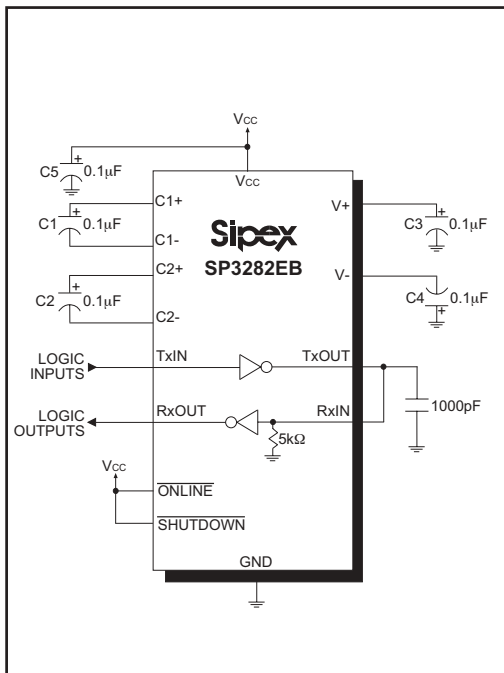 VCC
C5 + 0.1µF
VCC
C1 + 0.1µF
C1+
C1-
C2 + 0.1µF
C2+
C2-
Sipex
SP3282EB
V+
C3 + 0.1µF
V-
C4 + 0.1µF
LOGIC
INPUTS
TxIN
TxOUT
LOGIC
OUTPUTS
RxOUT
RxIN
5kΩ
1000pF
VCC
ONLINE
SHUTDOWN
GND